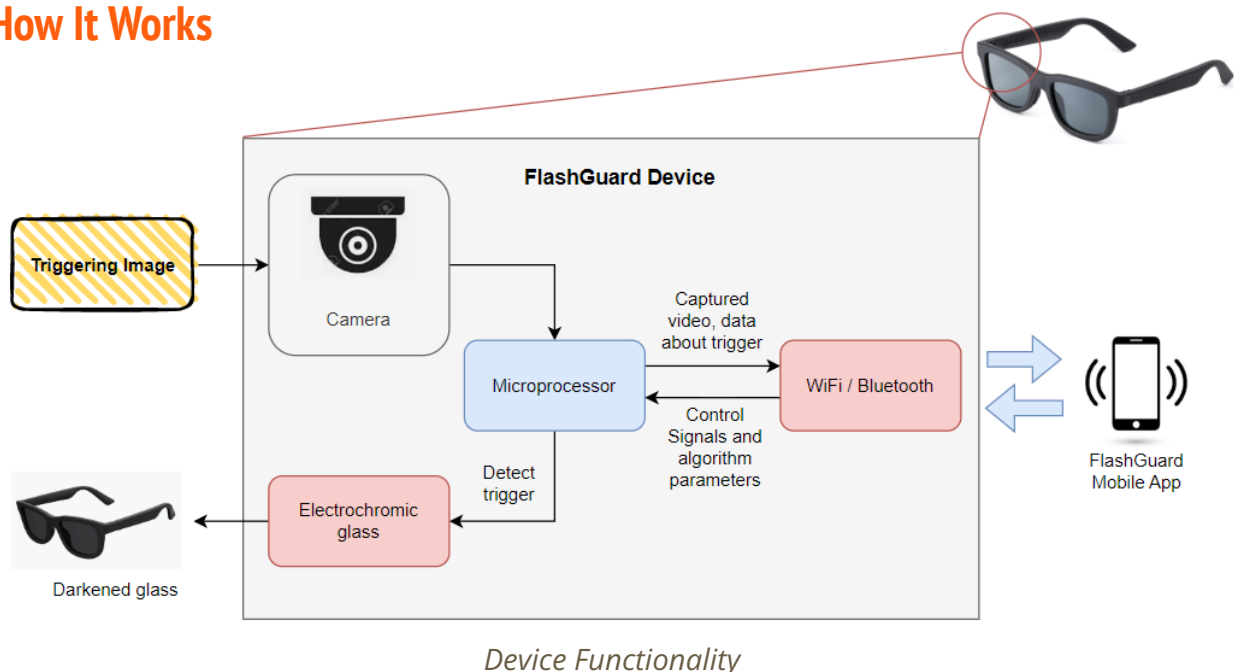 How It Works
FlashGuard Device
Triggering Image
Camera
Captured
video, data
about trigger
Microprocessor
WiFi / Bluetooth
Control
Signals and
algorithm
parameters
FlashGuard
Mobile App
Detect
trigger
Electrochromic
glass
Darkened glass
Device Functionality